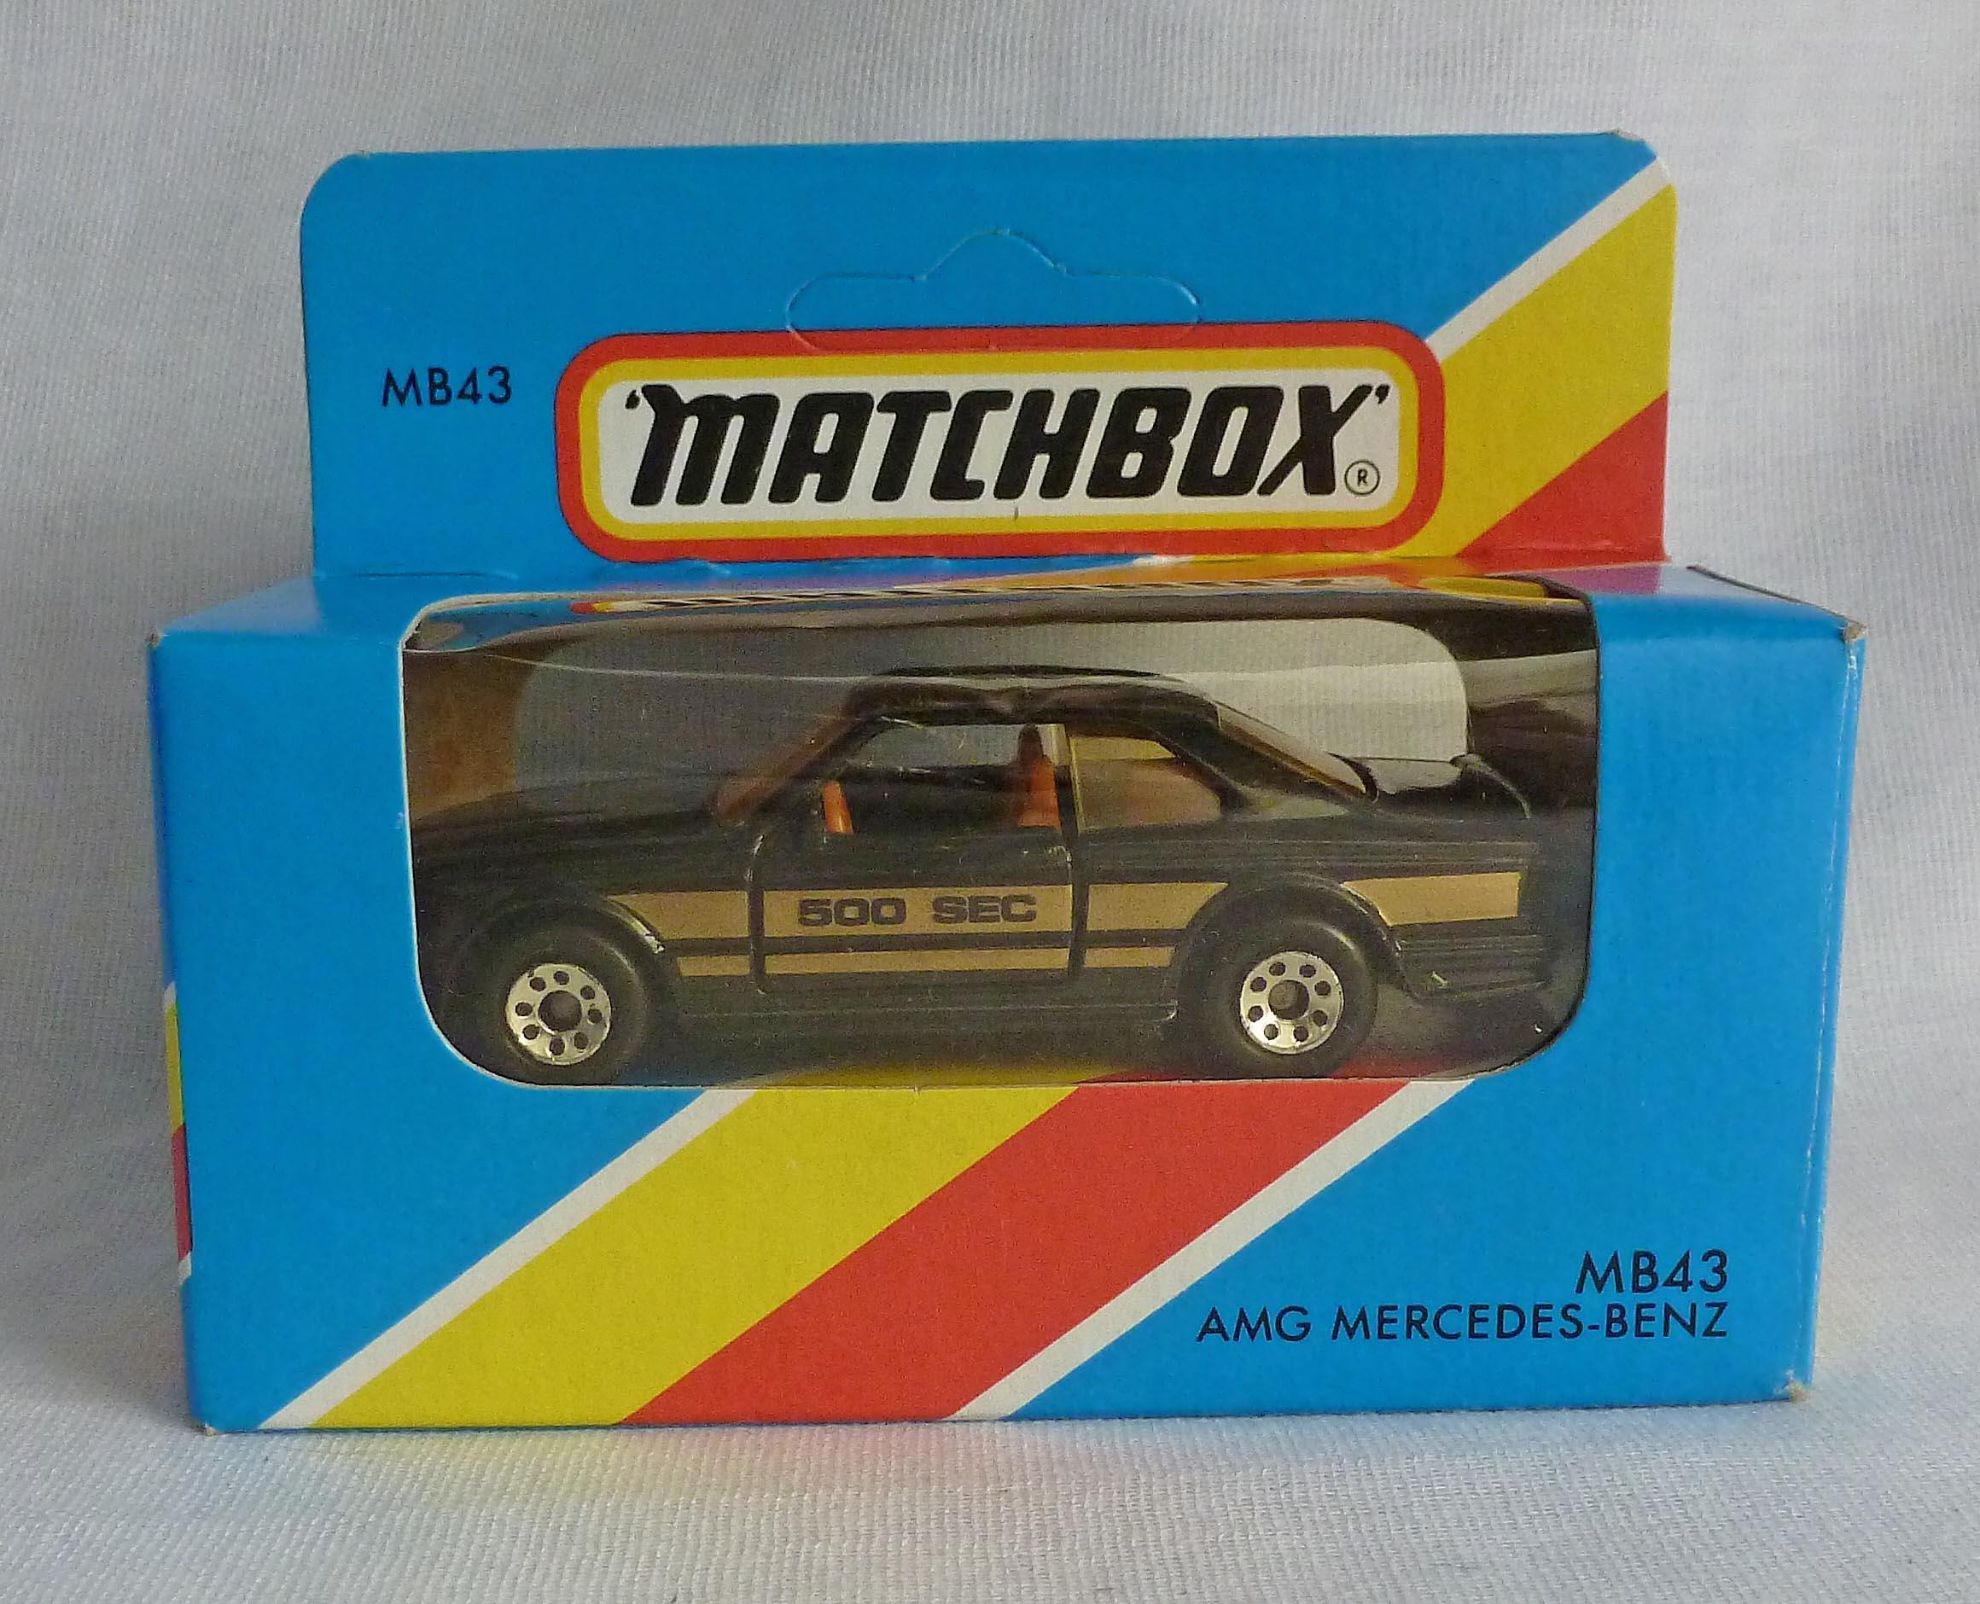 MB43
'MATCHBOX'®
500 SEC
MB43
AMG MERCEDES-BENZ